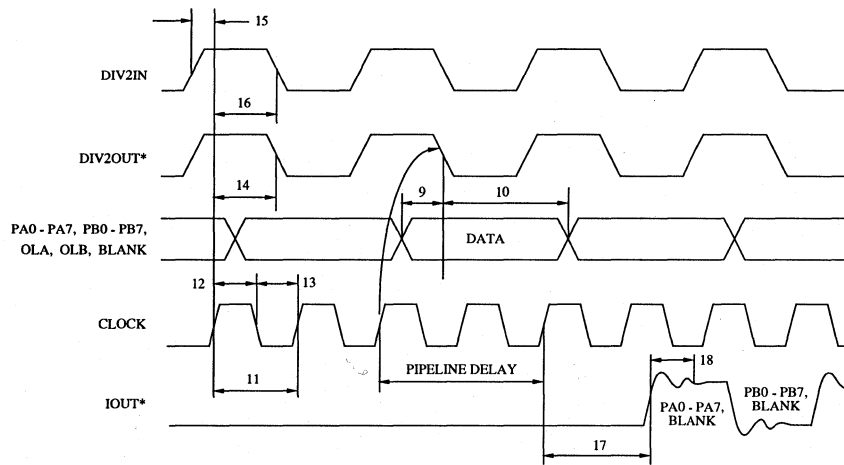 15
DIV2IN
16
DIV2OUT*
14
9
10
PA0 - PA7, PB0 - PB7,
OLA, OLB, BLANK
DATA
12
13
CLOCK
11
PIPELINE DELAY
18
IOUT*
PA0 - PA7,
BLANK
PB0 - PB7,
BLANK
17